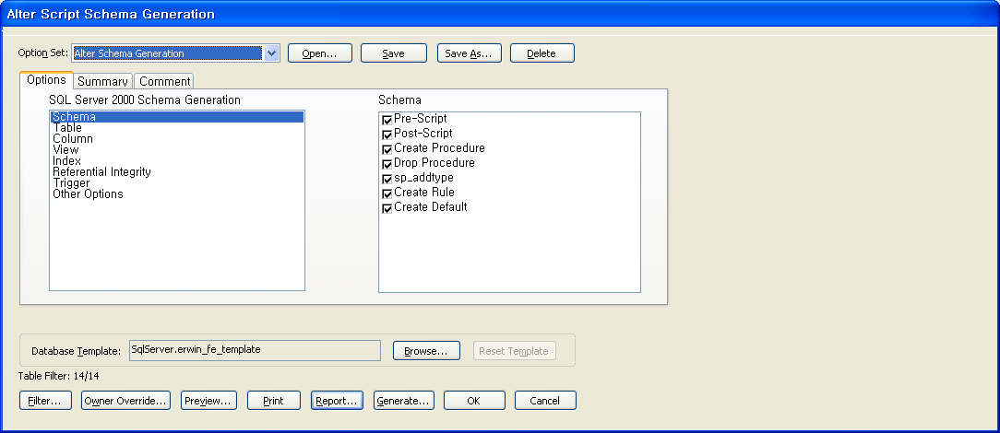 Alter Script Schema Generation
Option Set: Alter Schema Generation Open... Save Save As... Delete
Options Summary Comment
SQL Server 2000 Schema Generation
Schema
Table
Column
View
Index
Referential Integrity
Trigger
Other Options
Schema
Pre-Script
Post-Script
Create Procedure
Drop Procedure
sp_addtype
Create Rule
Create Default
Database Template: SqlServer.erwin_fe_template Browse... Reset Template
Table Filter: 14/14
Filter... Owner Override... Preview... Print Report... Generate... OK Cancel